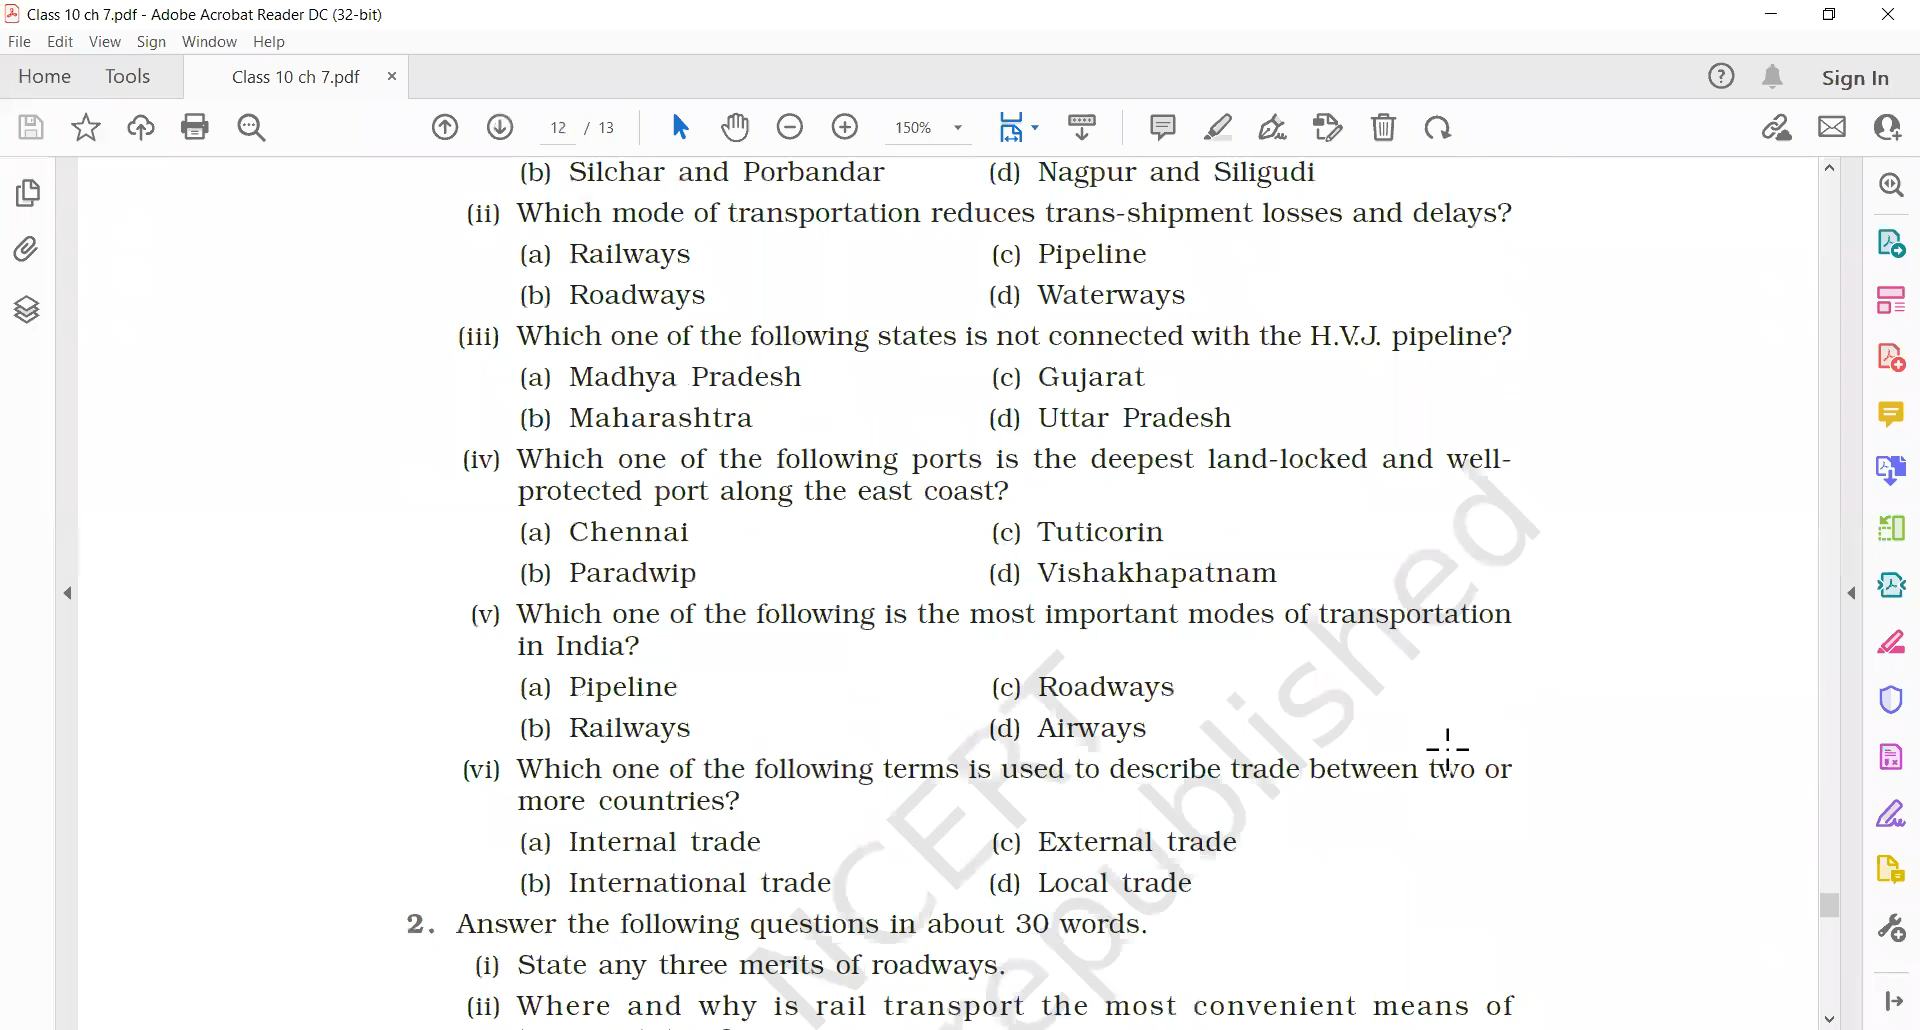 Class 10 ch 7.pdf - Adobe Acrobat Reader DC (32-bit)
File Edit View Sign Window Help
Home Tools Class 10 ch 7.pdf × Sign In
12 / 13 150%
(b) Silchar and Porbandar (d) Nagpur and Siligudi
(ii) Which mode of transportation reduces trans-shipment losses and delays?
(a) Railways (c) Pipeline
(b) Roadways (d) Waterways
(iii) Which one of the following states is not connected with the H.V.J. pipeline?
(a) Madhya Pradesh (c) Gujarat
(b) Maharashtra (d) Uttar Pradesh
(iv) Which one of the following ports is the deepest land-locked and well-
protected port along the east coast?
(a) Chennai (c) Tuticorin
(b) Paradwip (d) Vishakhapatnam
(v) Which one of the following is the most important modes of transportation
in India?
(a) Pipeline (c) Roadways
(b) Railways (d) Airways
(vi) Which one of the following terms is used to describe trade between two or
more countries?
(a) Internal trade (c) External trade
(b) International trade (d) Local trade
2. Answer the following questions in about 30 words.
(i) State any three merits of roadways.
(ii) Where and why is rail transport the most convenient means of
NCERT
republished